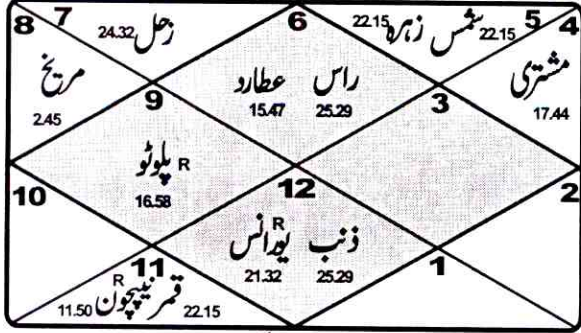 8 7 زحل 24.32 6 22.15 زہرہ شمس 22.15 5 4
مریخ 9 عطارد راس 3 مشتری
2.45 15.47 25.29 17.44
پلوٹو R
16.58
10 12 2
یورانس R ذنب
11 21.32 25.29 1
11.50 نیپچون R قمر 22.15